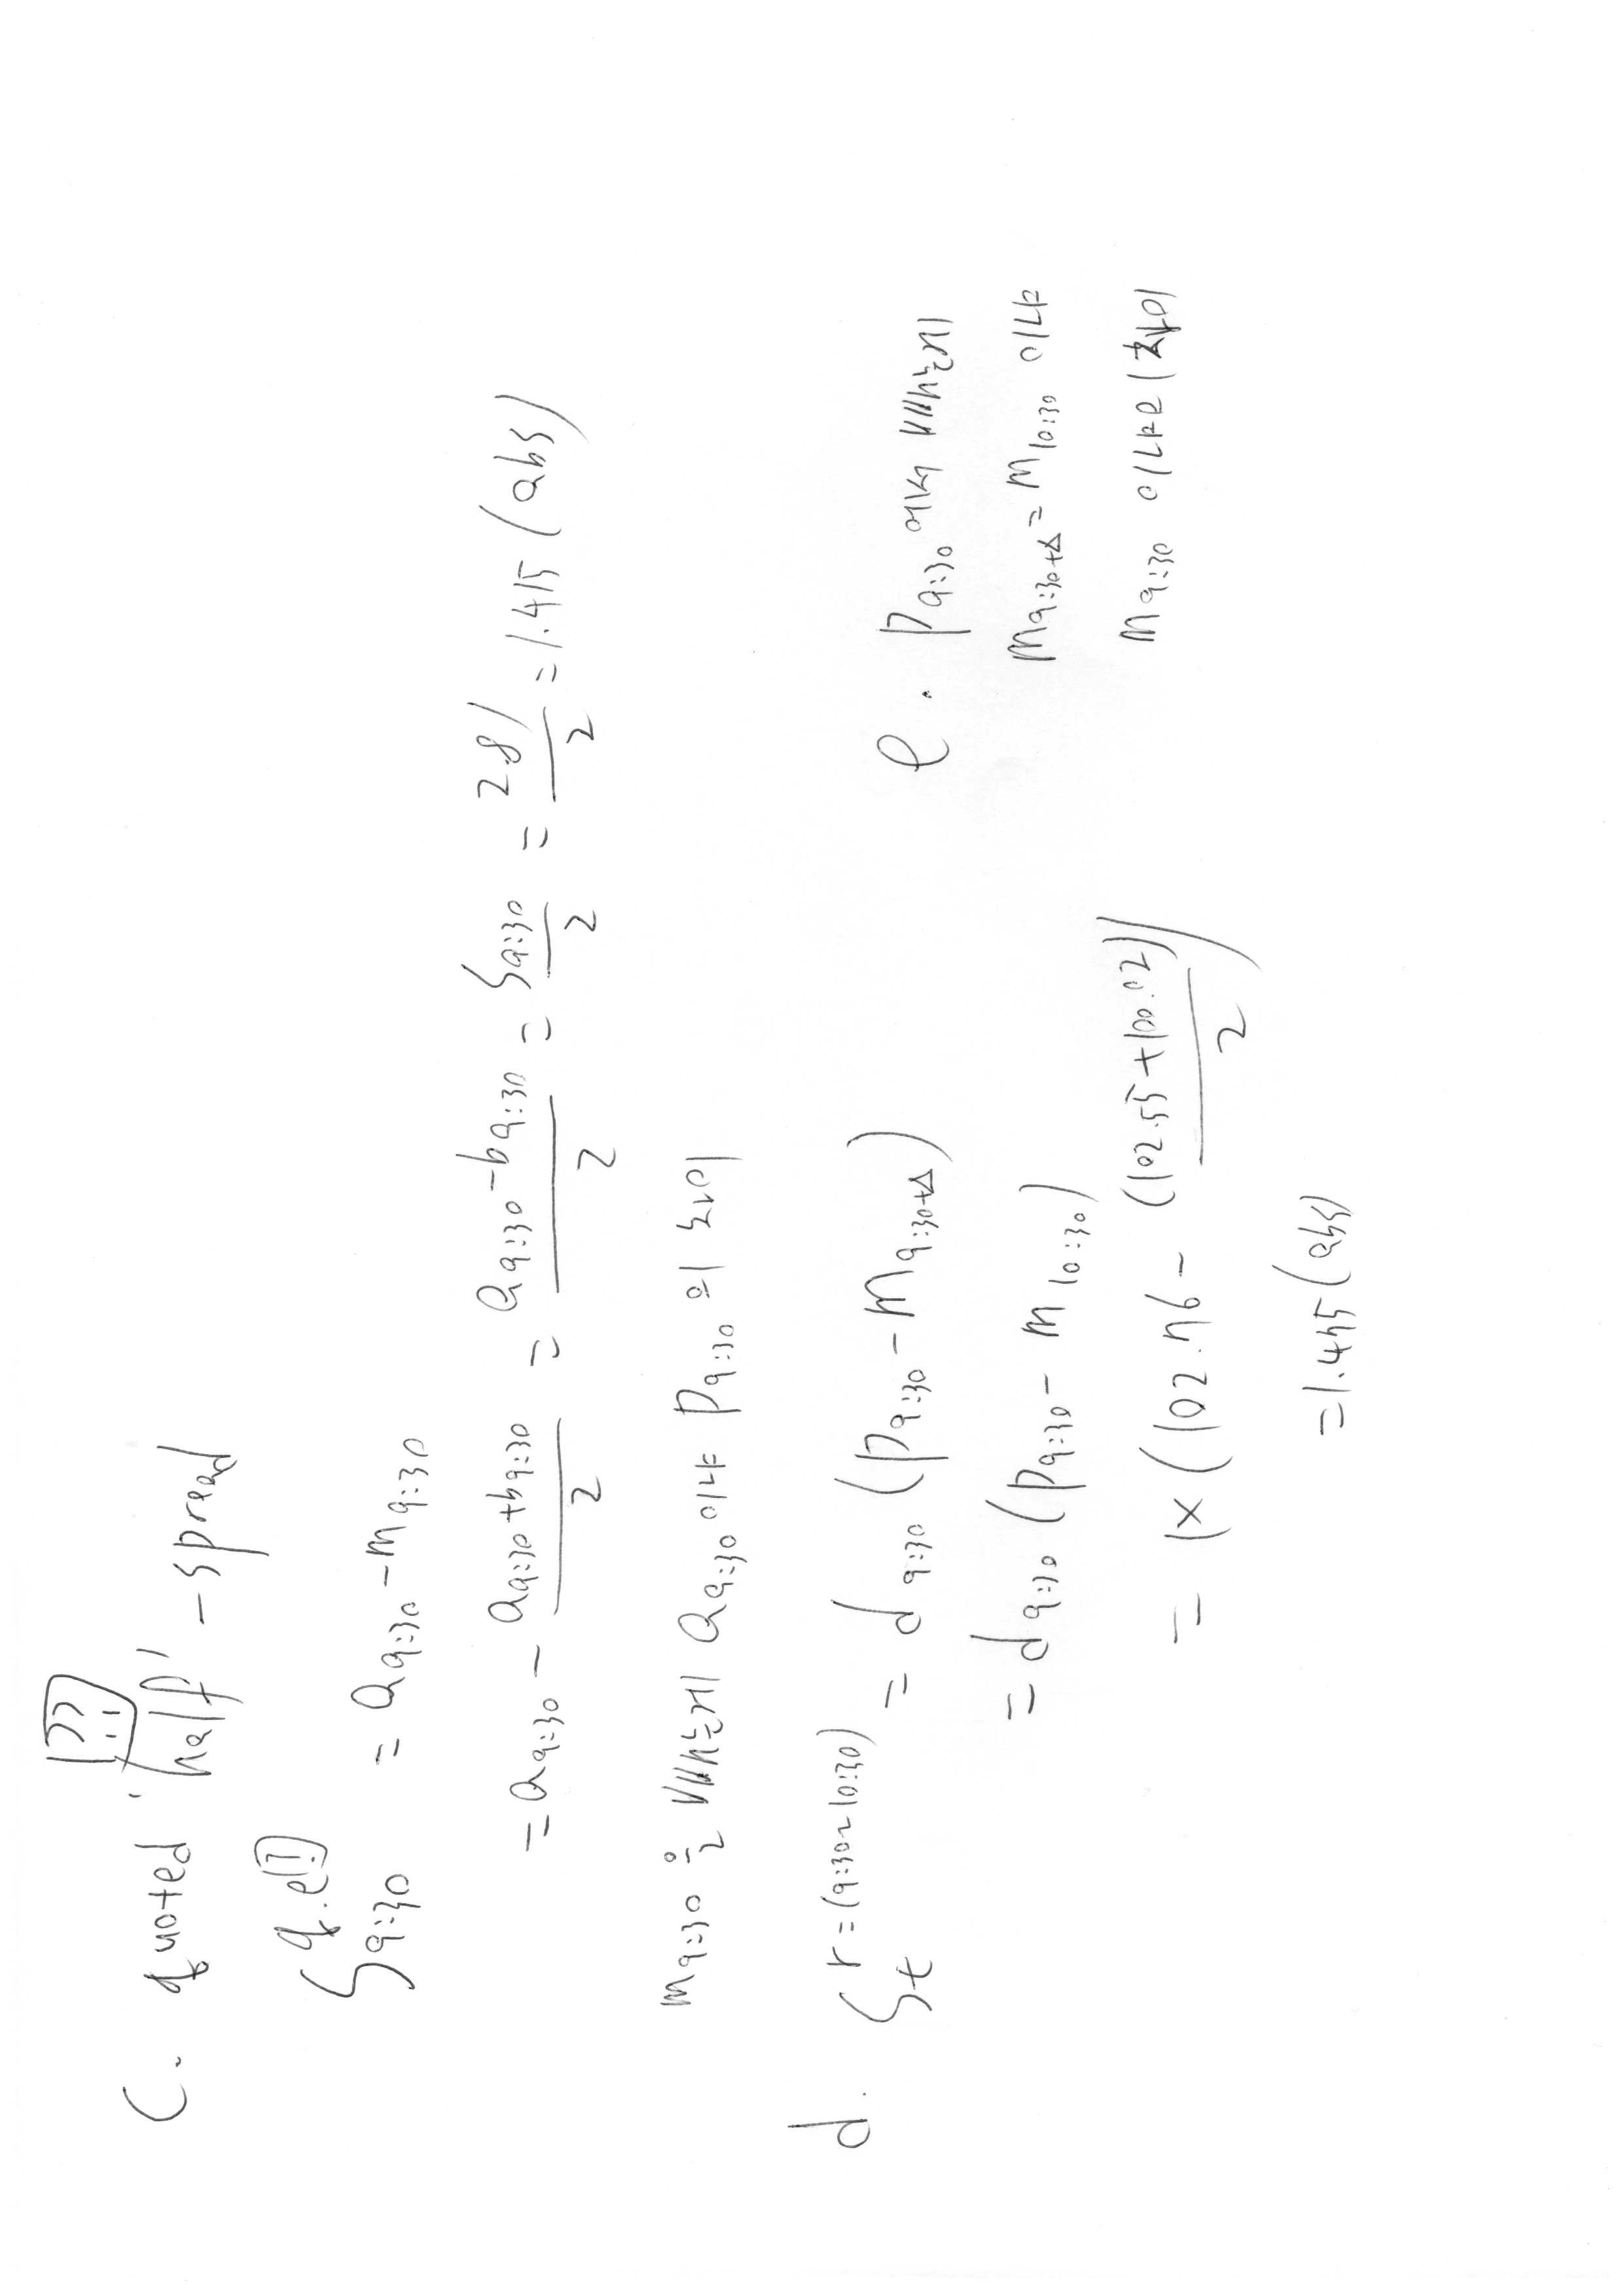 ??
c. quoted 'half' -spread
S_{9:30}^{q.e!} = a_{9:30} - m_{9:30}
= a_{9:30} - \frac{a_{9:30}+b_{9:30}}{2} = \frac{a_{9:30}-b_{9:30}}{2} = \frac{S_{9:30}}{2} = \frac{2.81}{2} = 1.415 (abs)
m_{9:30} 을 빼는게 a_{9:30} 이냐 p_{9:30} 의 차이
d. S_t^{r=(9:30~10:30)} = d_{9:30} (p_{9:30} - m_{9:30+Δ})
= d_{9:30} (p_{9:30} - m_{10:30})
= 1×(102.76 - \frac{(102.55+100.02)}{2})
= 1.475 (abs)
e. p_{9:30} 에서 빼는게
m_{9:30+Δ} = m_{10:30} 이냐
m_{9:30} 이냐의 차이